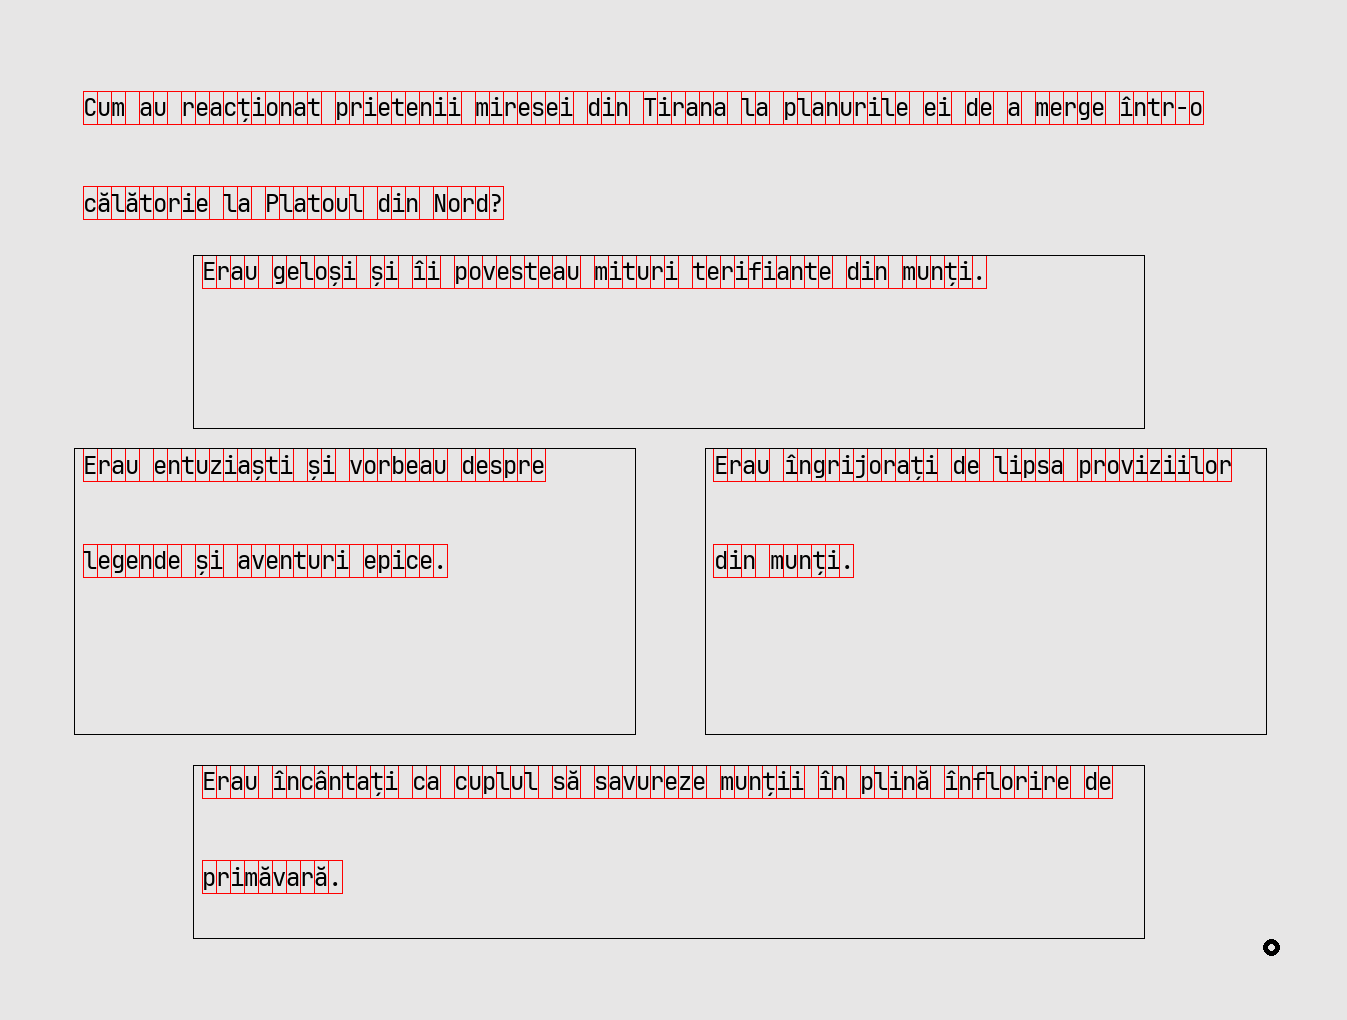 Cum au reacționat prietenii miresei din Tirana la planurile ei de a merge într-o
călătorie la Platoul din Nord?
Erau geloși și îi povesteau mituri terifiante din munți.
Erau entuziaști și vorbeau despre
legende și aventuri epice.
Erau îngrijorați de lipsa proviziilor
din munți.
Erau încântați ca cuplul să savureze munții în plină înflorire de
primăvară.